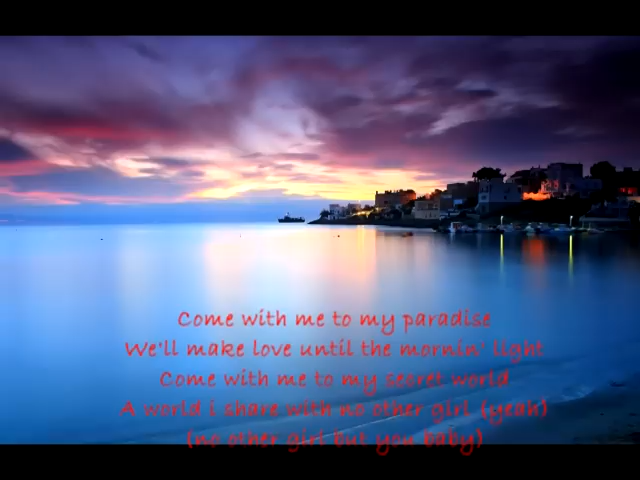 Come with me to my paradise
We'll make love until the mornin' light
Come with me to my secret world
A world i share with no other girl (yeah)
(no other girl but you baby)